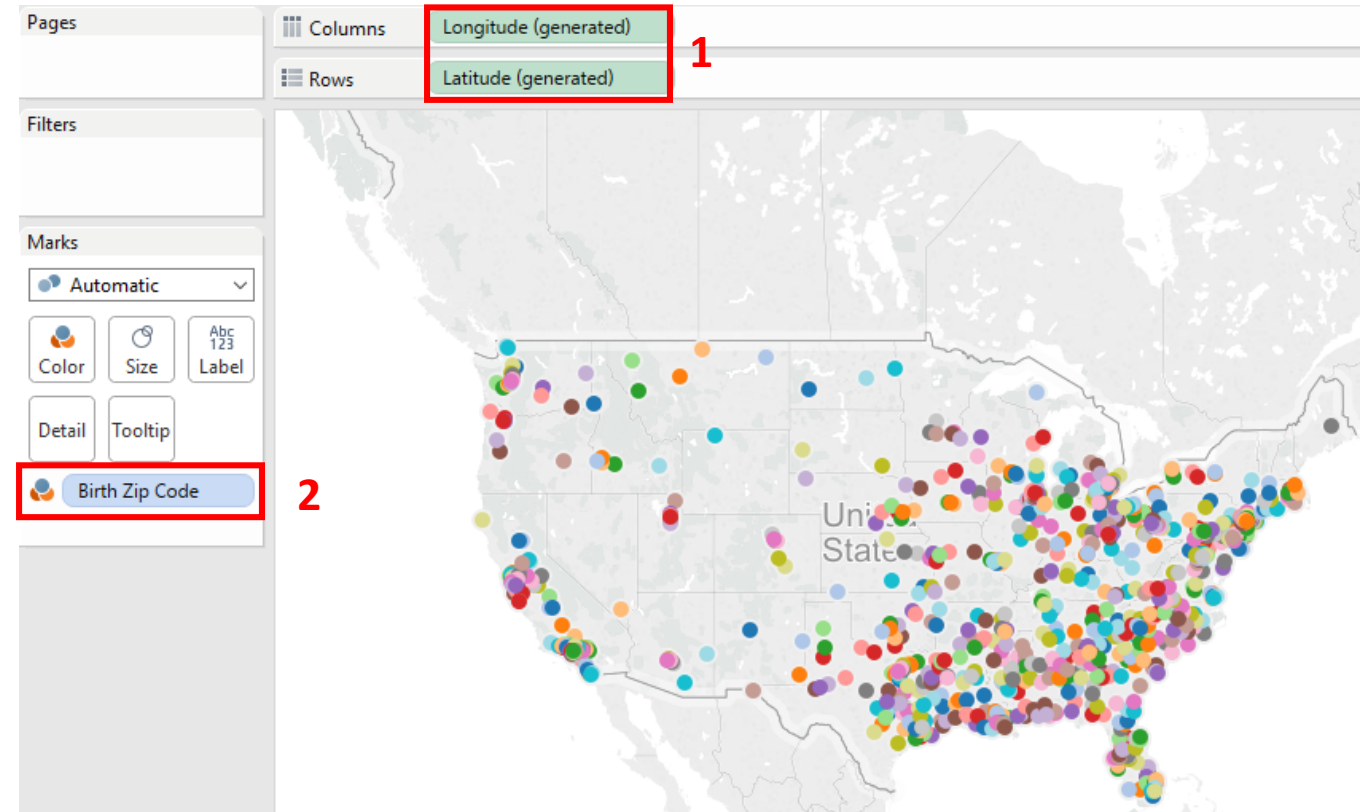 Pages
Columns
Longitude (generated)
1
Rows
Latitude (generated)
Filters
Marks
Automatic
Abc
123
Color
Size
Label
Detail
Tooltip
Birth Zip Code
2
United
States